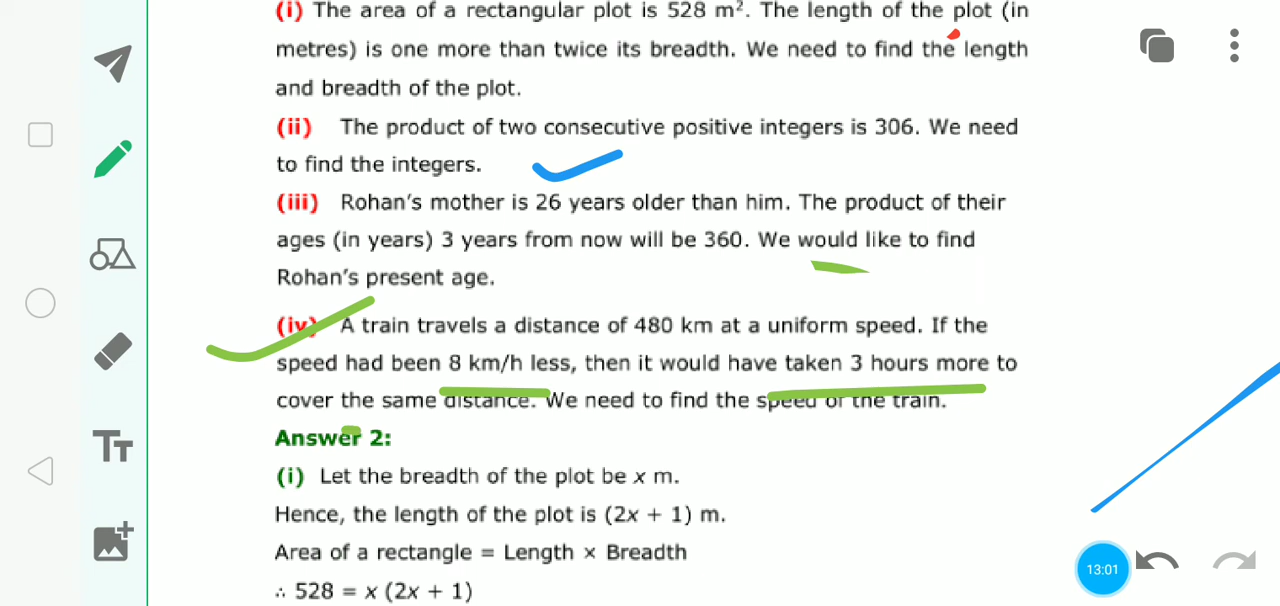 (i) The area of a rectangular plot is 528 m². The length of the plot (in
metres) is one more than twice its breadth. We need to find the length
and breadth of the plot.
(ii) The product of two consecutive positive integers is 306. We need
to find the integers.
(iii) Rohan's mother is 26 years older than him. The product of their
ages (in years) 3 years from now will be 360. We would like to find
Rohan's present age.
(iv) A train travels a distance of 480 km at a uniform speed. If the
speed had been 8 km/h less, then it would have taken 3 hours more to
cover the same distance. We need to find the speed of the train.
Answer 2:
(i) Let the breadth of the plot be x m.
Hence, the length of the plot is (2x + 1) m.
Area of a rectangle = Length × Breadth
∴ 528 = x (2x + 1)
TT
13:01